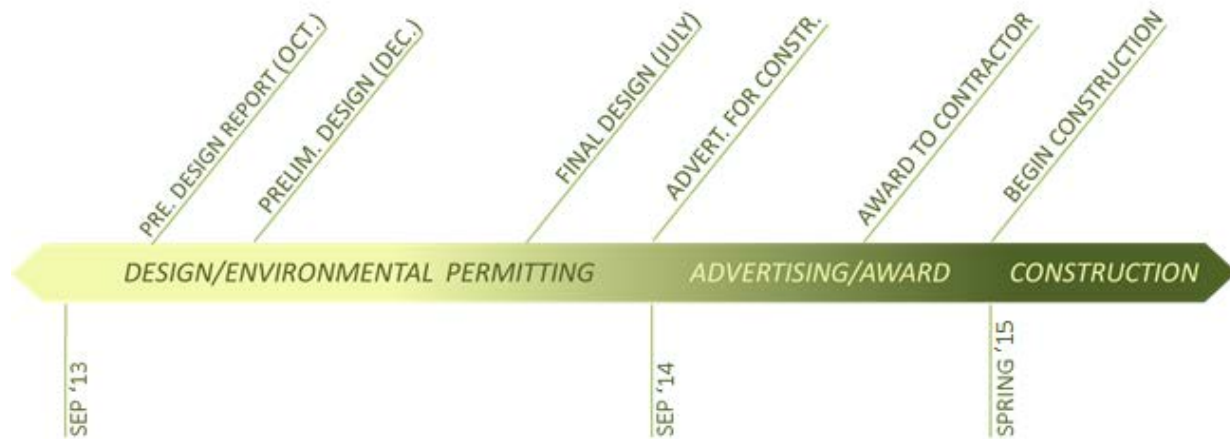 PRE. DESIGN REPORT (OCT.)
PRELIM. DESIGN (DEC.)
FINAL DESIGN (JULY)
ADVERT. FOR CONSTR.
AWARD TO CONTRACTOR
BEGIN CONSTRUCTION
DESIGN/ENVIRONMENTAL PERMITTING
ADVERTISING/AWARD
CONSTRUCTION
SEP ‘13
SEP ‘14
SPRING ‘15